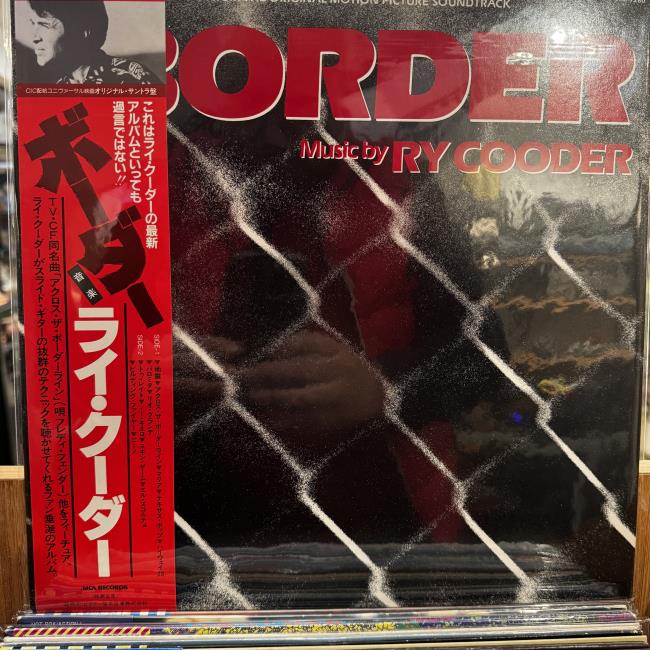 ORIGINAL MOTION PICTURE SOUNDTRACK
BORDER
Music by RY COODER
CIC配給ユニヴァーサル映画オリジナル・サントラ盤
これはライ・クーダーの最新
アルバムといっても
過言ではない!!
ボーダー
音楽
ライ・クーダー
TV・CF同名曲「アクロス・ザ・ボーダーライン」(唄 フレディ・フェンダー)他をフィーチュア、
ライ・クーダーがスライド・ギターの抜群のテクニックを聴かせてくれるファン垂涎のアルバム。
SIDE-1
SIDE-2
MCA RECORDS